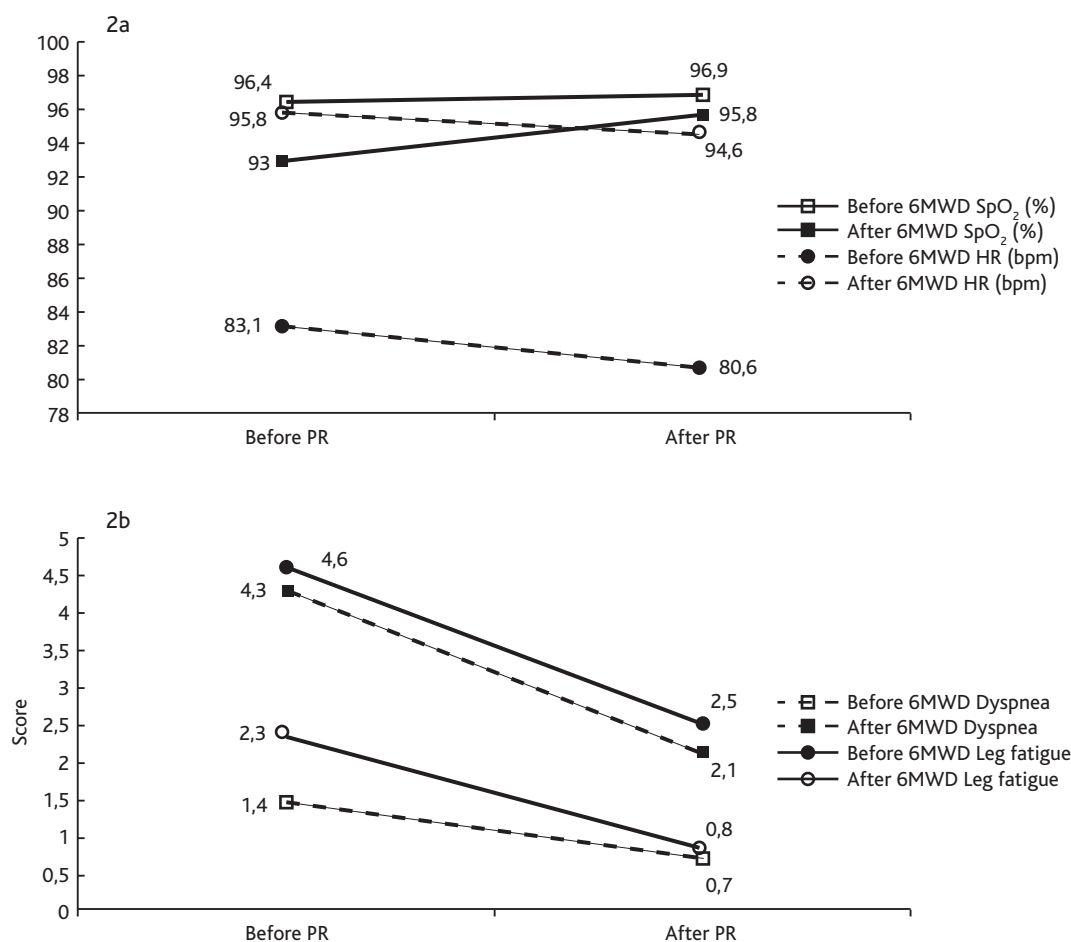 2a
100
98
96
94
92
90
88
86
84
82
80
78
96,4
95,8
93
83,1
96,9
95,8
94,6
80,6
Before PR
After PR
Before 6MWD SpO₂ (%)
After 6MWD SpO₂ (%)
Before 6MWD HR (bpm)
After 6MWD HR (bpm)
2b
Score
5
4,5
4
3,5
3
2,5
2
1,5
1
0,5
0
4,6
4,3
2,3
1,4
2,5
2,1
0,8
0,7
Before PR
After PR
Before 6MWD Dyspnea
After 6MWD Dyspnea
Before 6MWD Leg fatigue
After 6MWD Leg fatigue